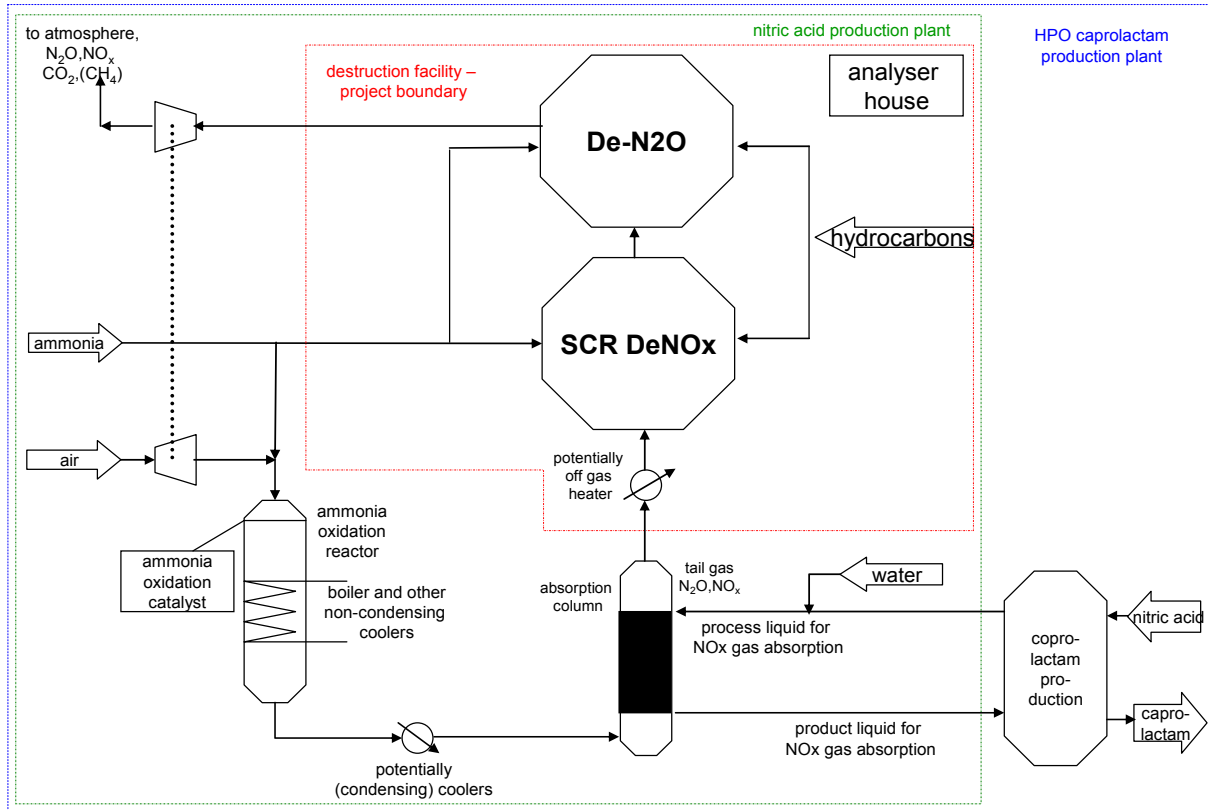 to atmosphere,
N2O,NOx
CO2,(CH4)
nitric acid production plant
HPO caprolactam
production plant
destruction facility –
project boundary
analyser
house
De-N2O
hydrocarbons
ammonia
SCR DeNOx
air
potentially
off gas
heater
ammonia
oxidation
reactor
ammonia
oxidation
catalyst
boiler and other
non-condensing
coolers
absorption
column
tail gas
N2O,NOx
water
process liquid for
NOx gas absorption
nitric acid
copro-
lactam
pro-
duction
product liquid for
NOx gas absorption
capro-
lactam
potentially
(condensing) coolers